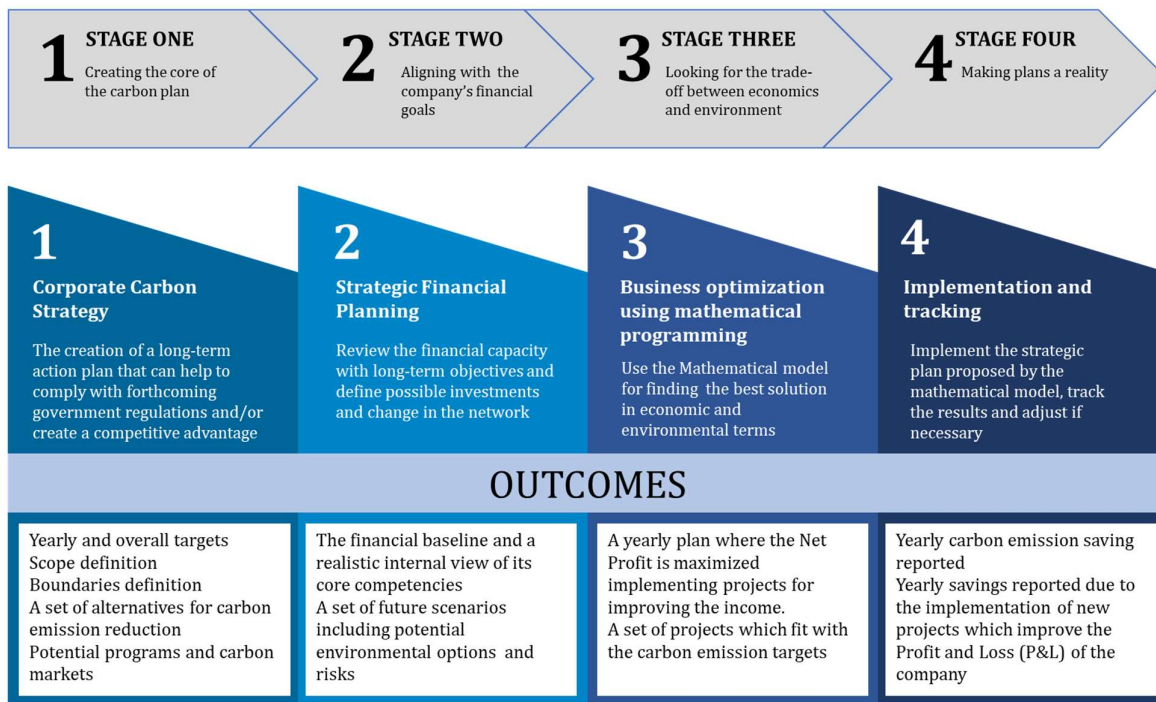 1
STAGE ONE
Creating the core of
the carbon plan
2
STAGE TWO
Aligning with the
company's financial
goals
3
STAGE THREE
Looking for the trade-
off between economics
and environment
4
STAGE FOUR
Making plans a reality
1
Corporate Carbon
Strategy
The creation of a long-term
action plan that can help to
comply with forthcoming
government regulations and/or
create a competitive advantage
2
Strategic Financial
Planning
Review the financial capacity
with long-term objectives and
define possible investments
and change in the network
3
Business optimization
using mathematical
programming
Use the Mathematical model
for finding the best solution
in economic and
environmental terms
4
Implementation and
tracking
Implement the strategic
plan proposed by the
mathematical model, track
the results and adjust if
necessary
OUTCOMES
Yearly and overall targets
Scope definition
Boundaries definition
A set of alternatives for carbon
emission reduction
Potential programs and carbon
markets
The financial baseline and a
realistic internal view of its
core competencies
A set of future scenarios
including potential
environmental options and
risks
A yearly plan where the Net
Profit is maximized
implementing projects for
improving the income.
A set of projects which fit with
the carbon emission targets
Yearly carbon emission saving
reported
Yearly savings reported due to
the implementation of new
projects which improve the
Profit and Loss (P&L) of the
company